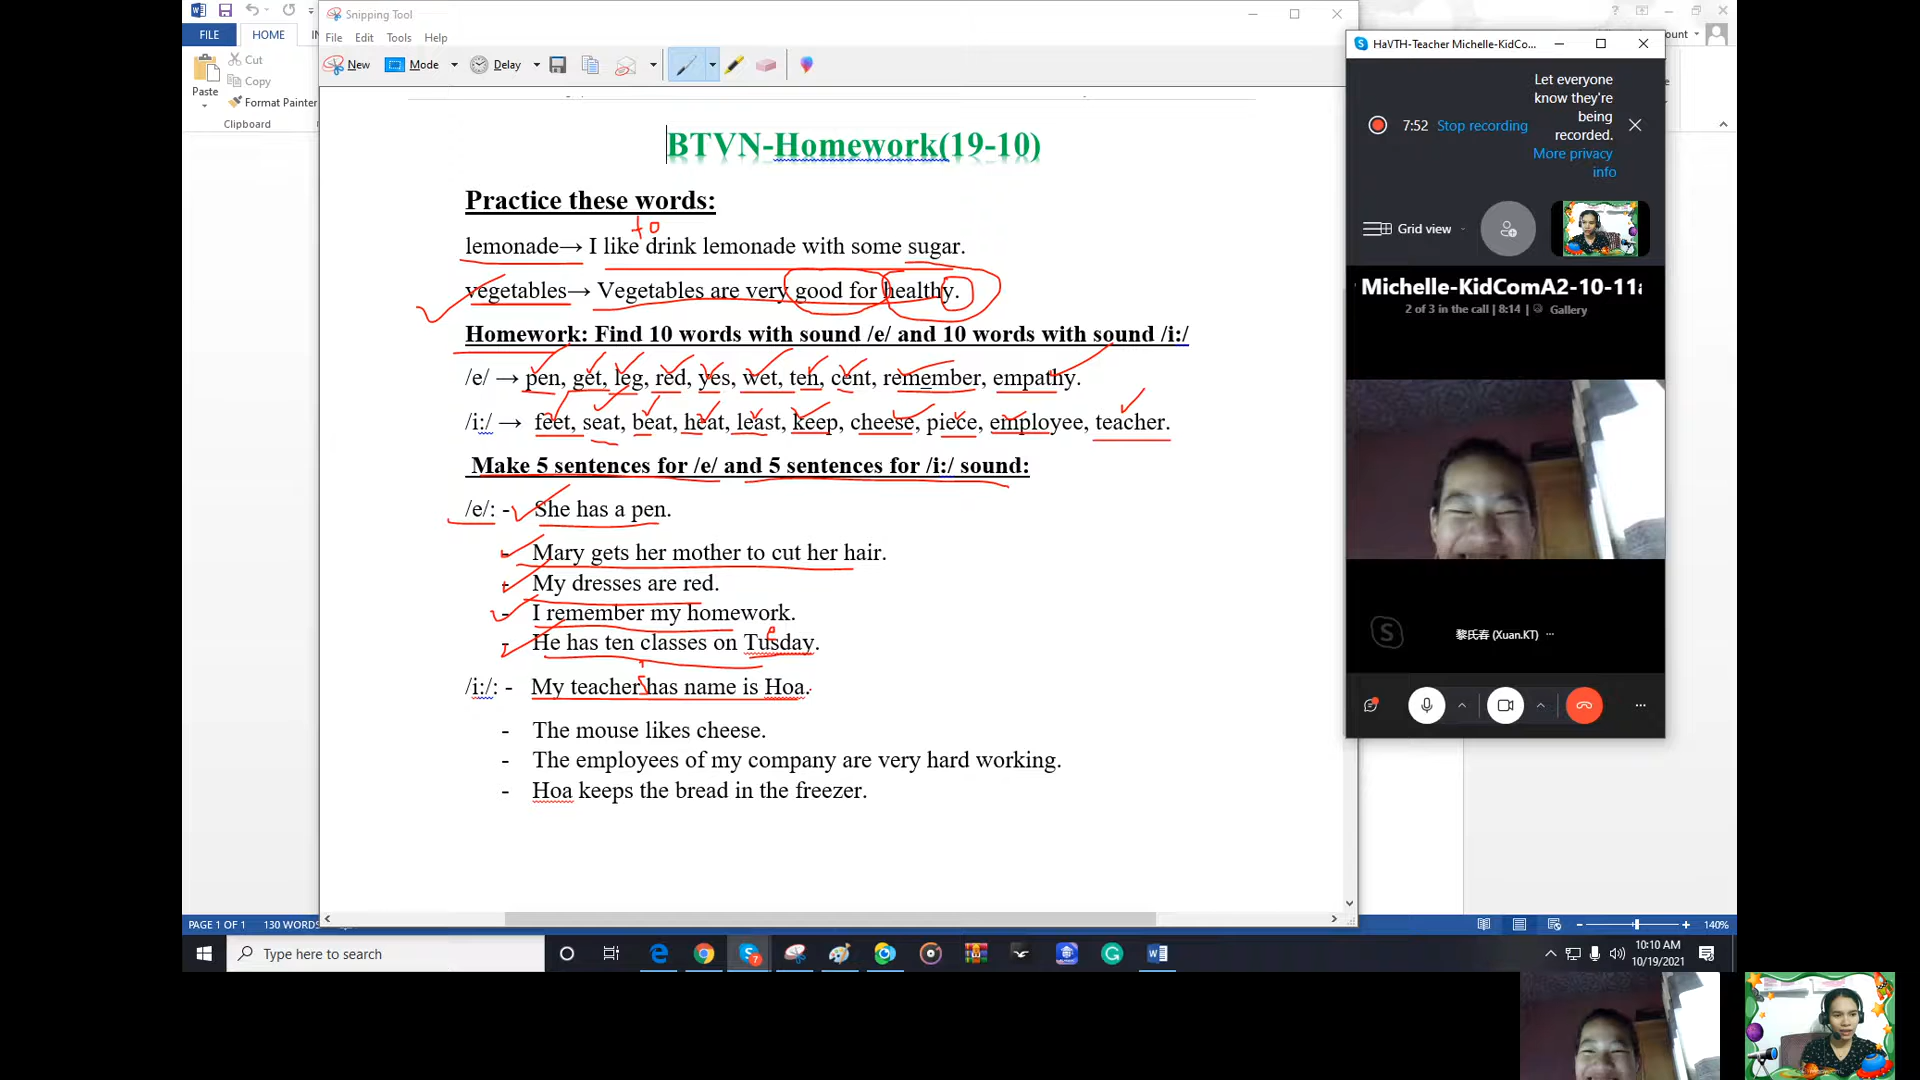 Snipping Tool
File Edit Tools Help
New Mode Delay
FILE HOME
Cut
Copy
Format Painter
Paste
Clipboard
BTVN-Homework(19-10)
Practice these words:
to
lemonade→ I like drink lemonade with some sugar.
vegetables→ Vegetables are very good for healthy.
Homework: Find 10 words with sound /e/ and 10 words with sound /i:/
/e/ → pen, get, leg, red, yes, wet, ten, cent, remember, empathy.
/i:/ → feet, seat, beat, heat, least, keep, cheese, piece, employee, teacher.
Make 5 sentences for /e/ and 5 sentences for /i:/ sound:
/e/: - She has a pen.
- Mary gets her mother to cut her hair.
- My dresses are red.
- I remember my homework.
e
- He has ten classes on Tusday.
's
/i:/: - My teacher has name is Hoa.
- The mouse likes cheese.
- The employees of my company are very hard working.
- Hoa keeps the bread in the freezer.
HaVTH-Teacher Michelle-KidCo...
Let everyone
know they're
being
recorded.
7:52 Stop recording
More privacy
info
Grid view
Michelle-KidComA2-10-11
2 of 3 in the call | 8:14 | Gallery
黎氏春 (Xuan.KT) ...
PAGE 1 OF 1 130 WORDS
140%
Type here to search
10:10 AM
10/19/2021